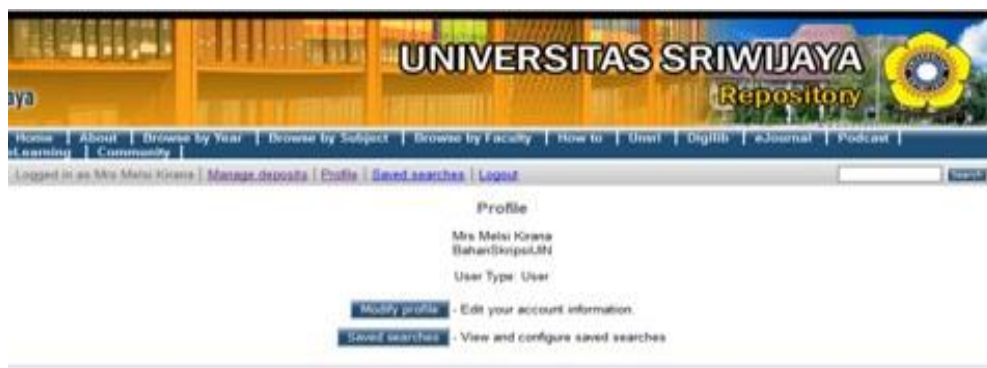 UNIVERSITAS SRIWIJAYA
Repository
aya
Home | About | Browse by Year | Browse by Subject | Browse by Faculty | How to | Unsri | Digilib | eJournal | Podcast |
eLearning | Community |
Logged in as Mrs Melsi Kirana | Manage deposits | Profile | Saved searches | Logout
Search
Profile
Mrs Melsi Kirana
BahanSkripsiUIN
User Type: User
Modify profile - Edit your account information.
Saved searches - View and configure saved searches